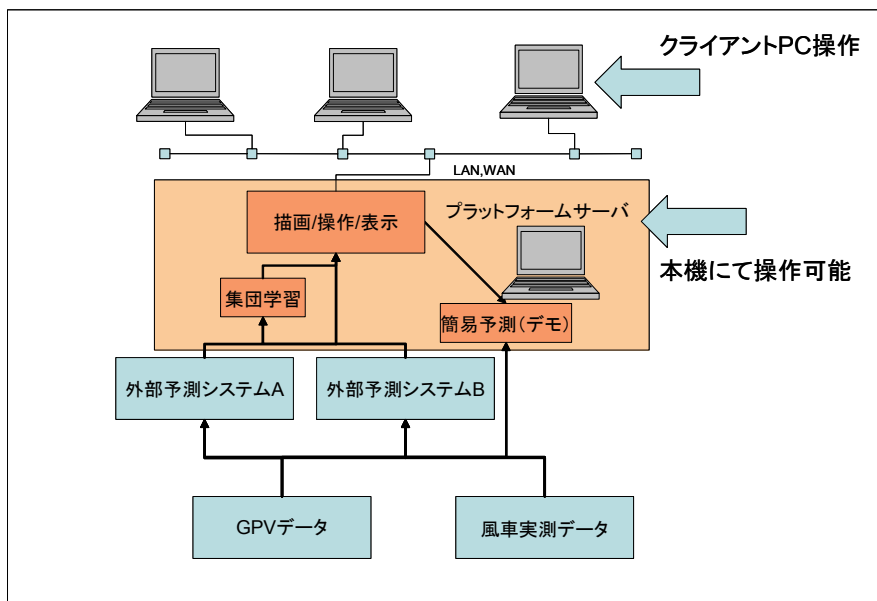 クライアントPC操作
LAN,WAN
プラットフォームサーバ
描画/操作/表示
本機にて操作可能
集団学習
簡易予測(デモ)
外部予測システムA
外部予測システムB
GPVデータ
風車実測データ